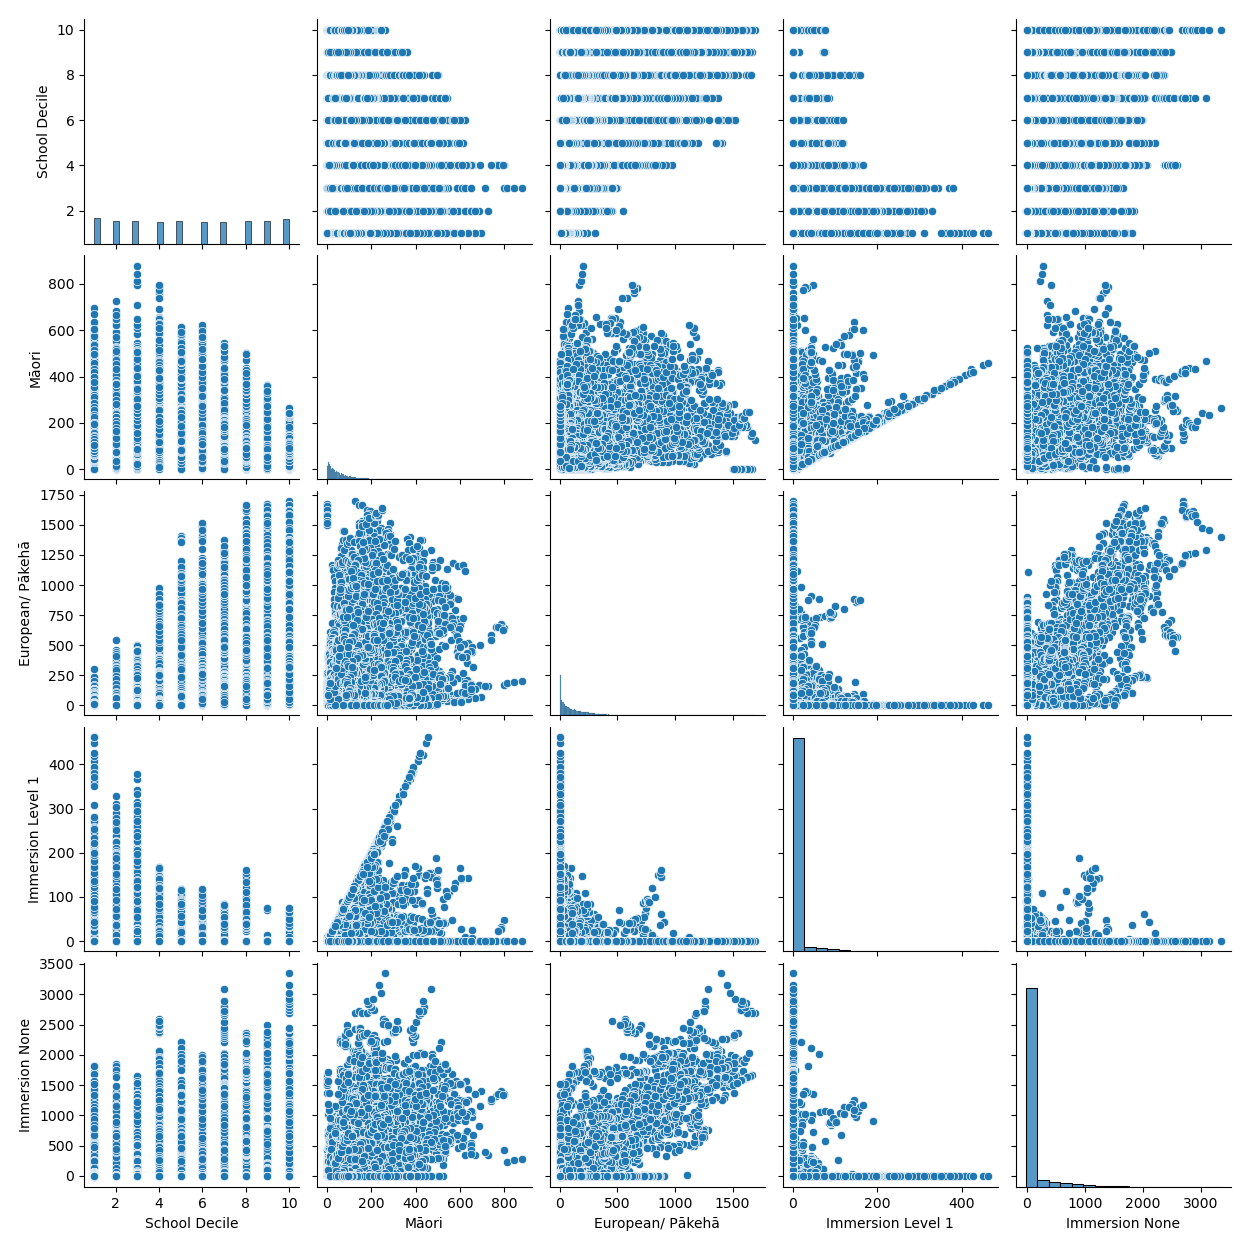 School Decile
10
8
6
4
2
Māori
800
600
400
200
0
European/ Pākehā
1750
1500
1250
1000
750
500
250
0
Immersion Level 1
400
300
200
100
0
Immersion None
3500
3000
2500
2000
1500
1000
500
0
2 4 6 8 10
0 200 400 600 800
0 500 1000 1500
0 200 400
0 1000 2000 3000
School Decile
Māori
European/ Pākehā
Immersion Level 1
Immersion None